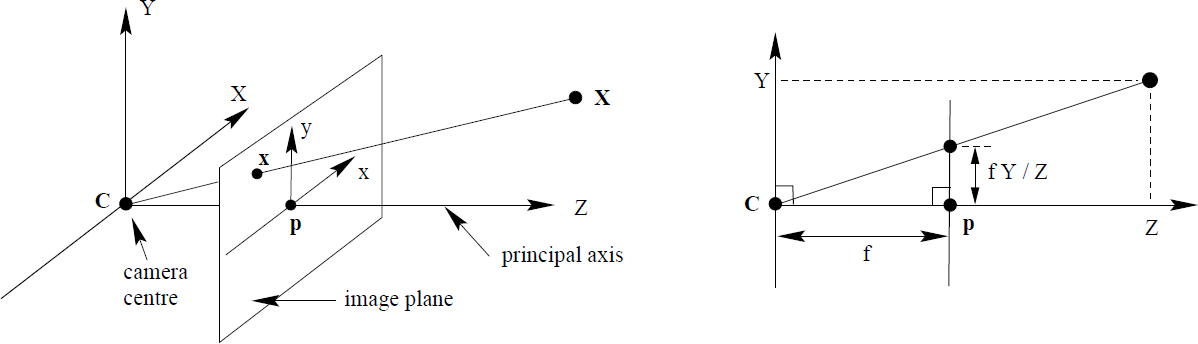 Y
X
X
y
x
x
C
Z
p
principal axis
camera
centre
image plane
Y
f Y / Z
C
p
Z
f